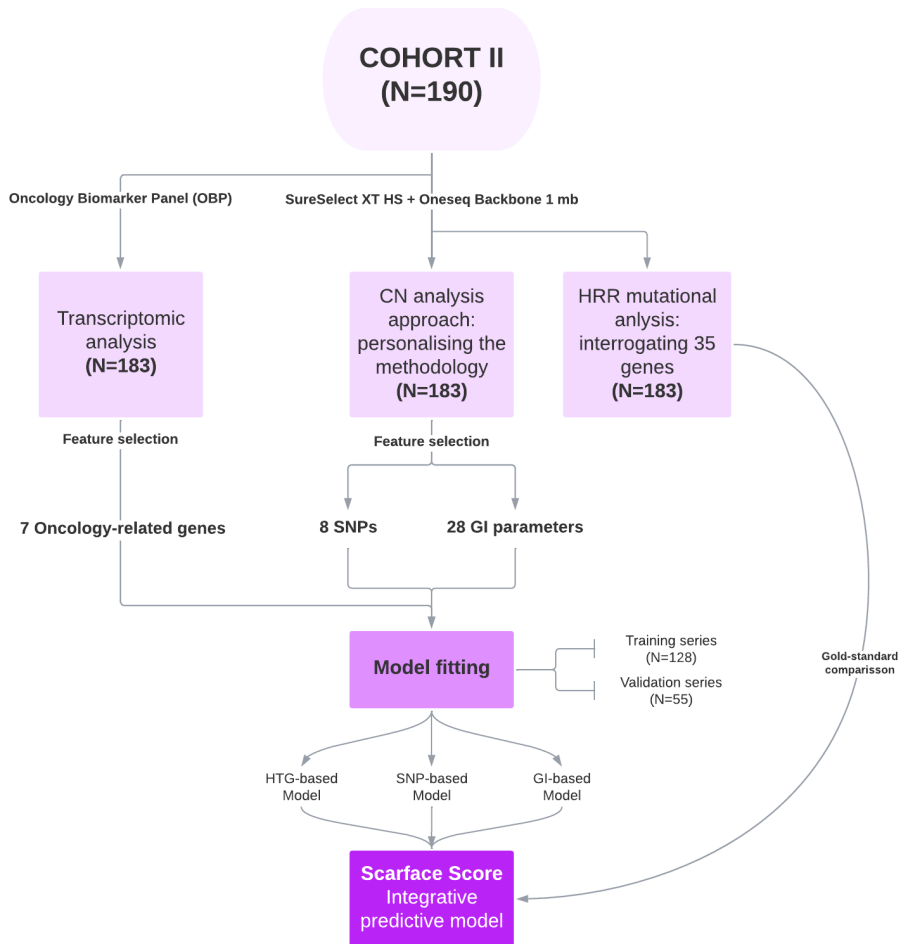 COHORT II
(N=190)
Oncology Biomarker Panel (OBP)
SureSelect XT HS + Oneseq Backbone 1 mb
Transcriptomic
analysis
(N=183)
CN analysis
approach:
personalising the
methodology
(N=183)
HRR mutational
anlysis:
interrogating 35
genes
(N=183)
Feature selection
Feature selection
7 Oncology-related genes
8 SNPs
28 GI parameters
Model fitting
Training series
(N=128)
Validation series
(N=55)
Gold-standard
comparisson
HTG-based
Model
SNP-based
Model
GI-based
Model
Scarface Score
Integrative
predictive model